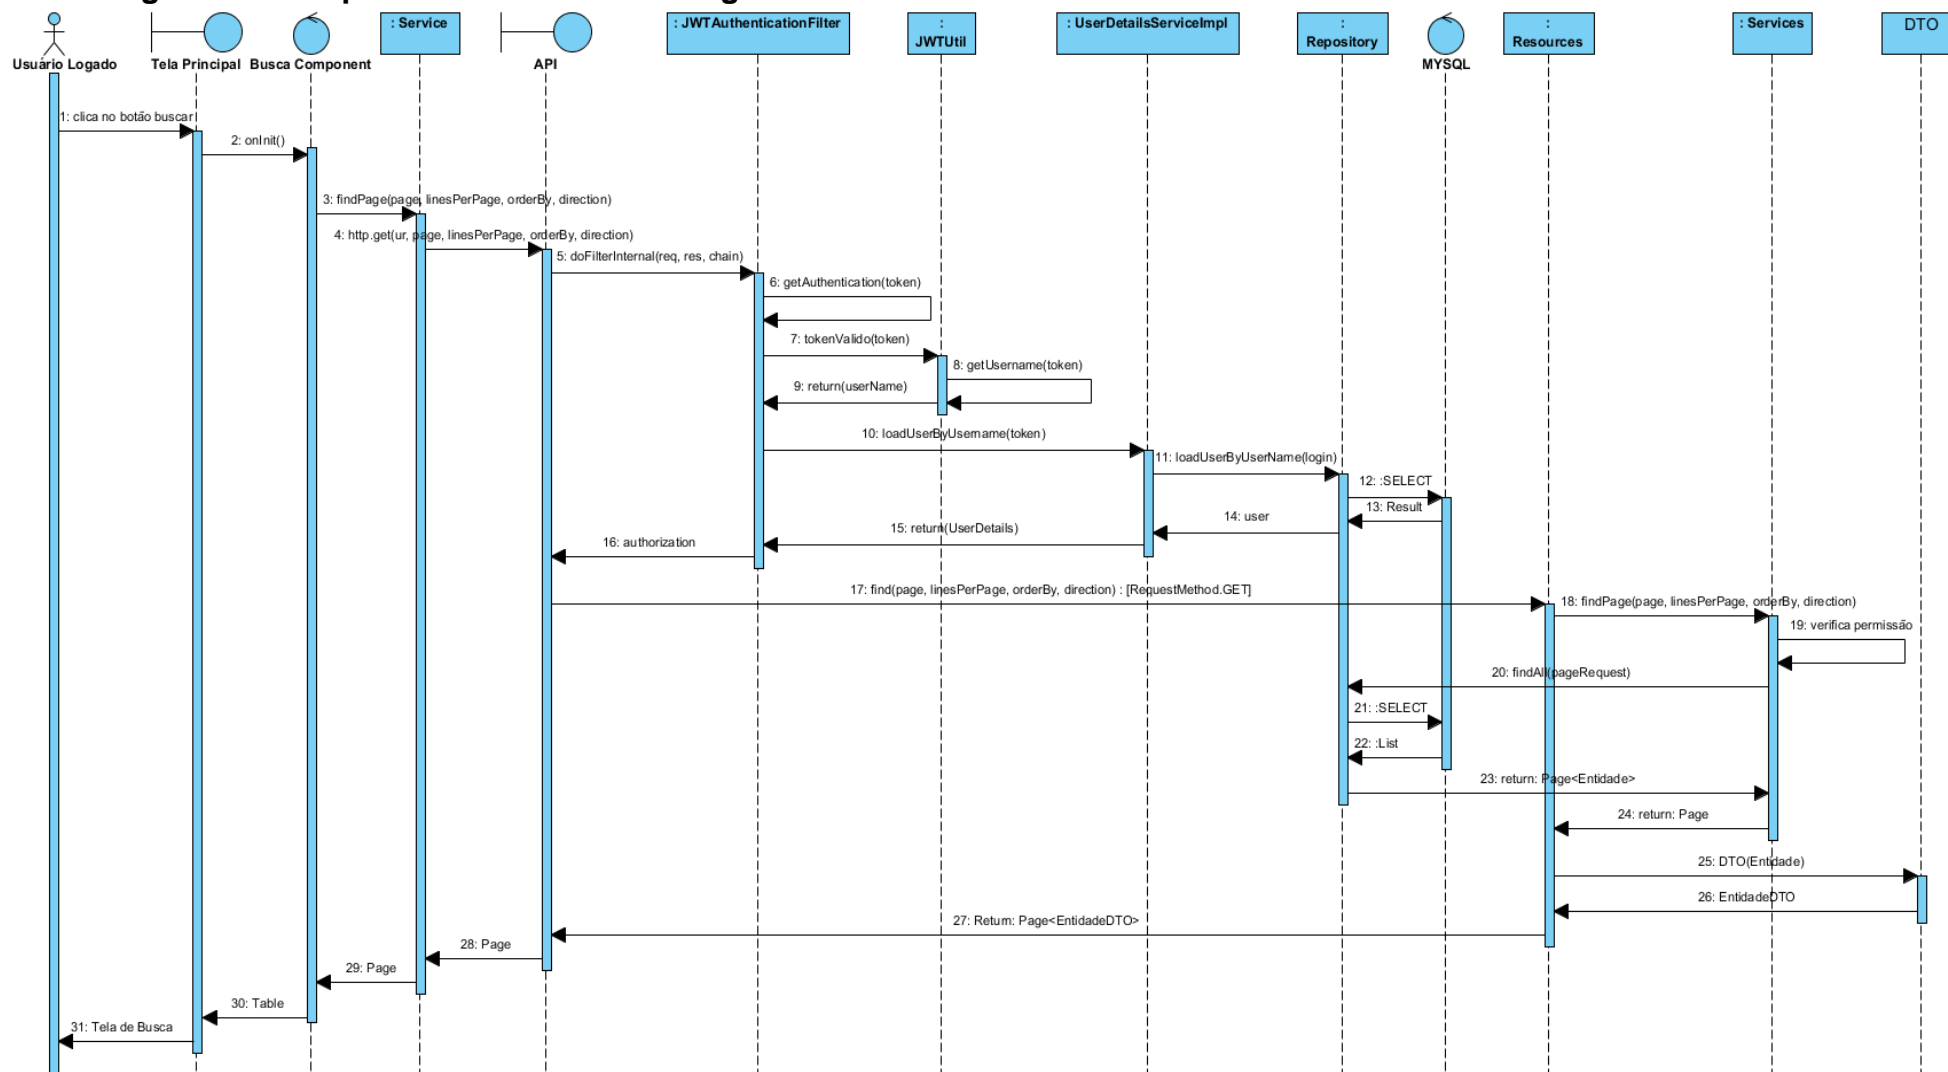 : Service
: JWTAuthenticationFilter
:
JWTUtil
: UserDetailsServiceImpl
:
Repository
:
Resources
: Services
DTO
Usuário Logado
Tela Principal
Busca Component
API
MYSQL
1: clica no botão buscar
2: onInit()
3: findPage(page, linesPerPage, orderBy, direction)
4: http.get(ur, page, linesPerPage, orderBy, direction)
5: doFilterInternal(req, res, chain)
6: getAuthentication(token)
7: tokenValido(token)
8: getUsername(token)
9: return(userName)
10: loadUserByUsername(token)
11: loadUserByUserName(login)
12: :SELECT
13: Result
14: user
15: return(UserDetails)
16: authorization
17: find(page, linesPerPage, orderBy, direction) : [RequestMethod.GET]
18: findPage(page, linesPerPage, orderBy, direction)
19: verifica permissão
20: findAll(pageRequest)
21: :SELECT
22: :List
23: return: Page<Entidade>
24: return: Page
25: DTO(Entidade)
26: EntidadeDTO
27: Return: Page<EntidadeDTO>
28: Page
29: Page
30: Table
31: Tela de Busca